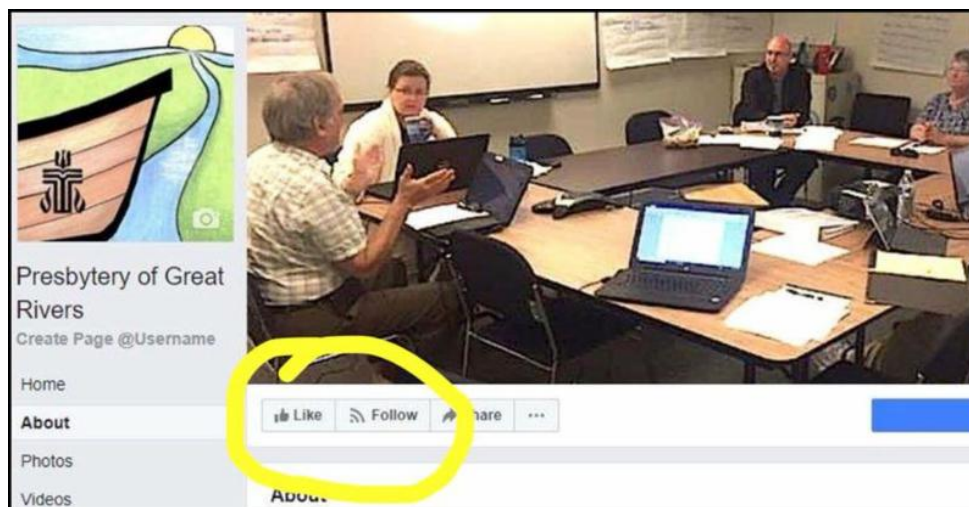 Presbytery of Great
Rivers
Create Page @Username
Home
About
Photos
Videos
Like Follow
About